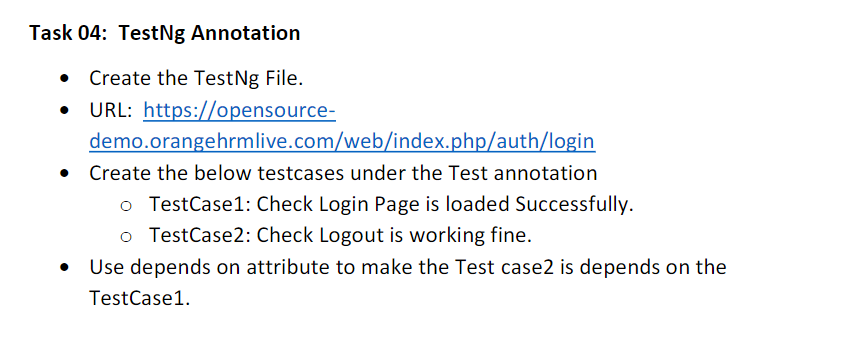 Task 04: TestNg Annotation
• Create the TestNg File.
• URL: https://opensource-
demo.orangehrmlive.com/web/index.php/auth/login
• Create the below testcases under the Test annotation
o TestCase1: Check Login Page is loaded Successfully.
o TestCase2: Check Logout is working fine.
• Use depends on attribute to make the Test case2 is depends on the
TestCase1.